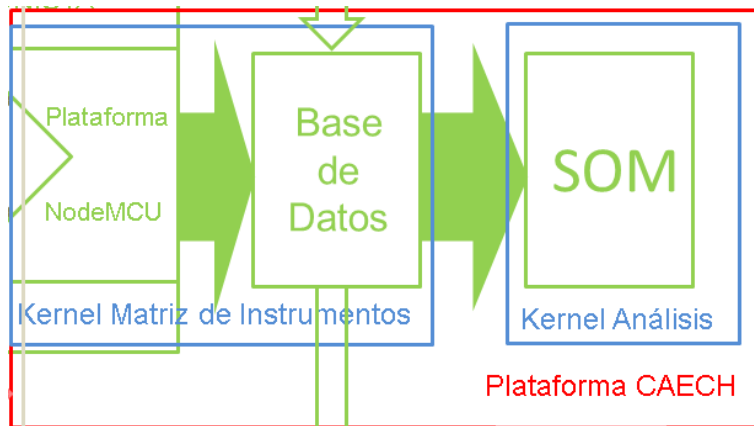 Plataforma
NodeMCU
Base
de
Datos
SOM
Kernel Matriz de Instrumentos
Kernel Análisis
Plataforma CAECH